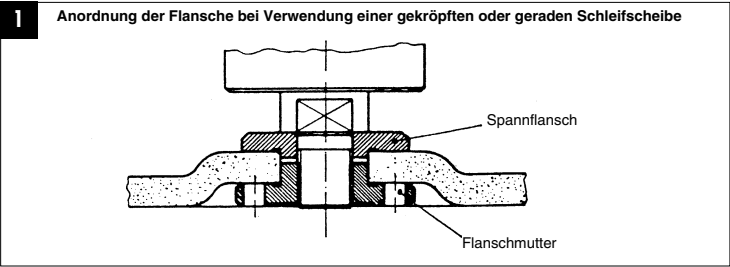 1
Anordnung der Flansche bei Verwendung einer gekröpften oder geraden Schleifscheibe
Spannflansch
Flanschmutter